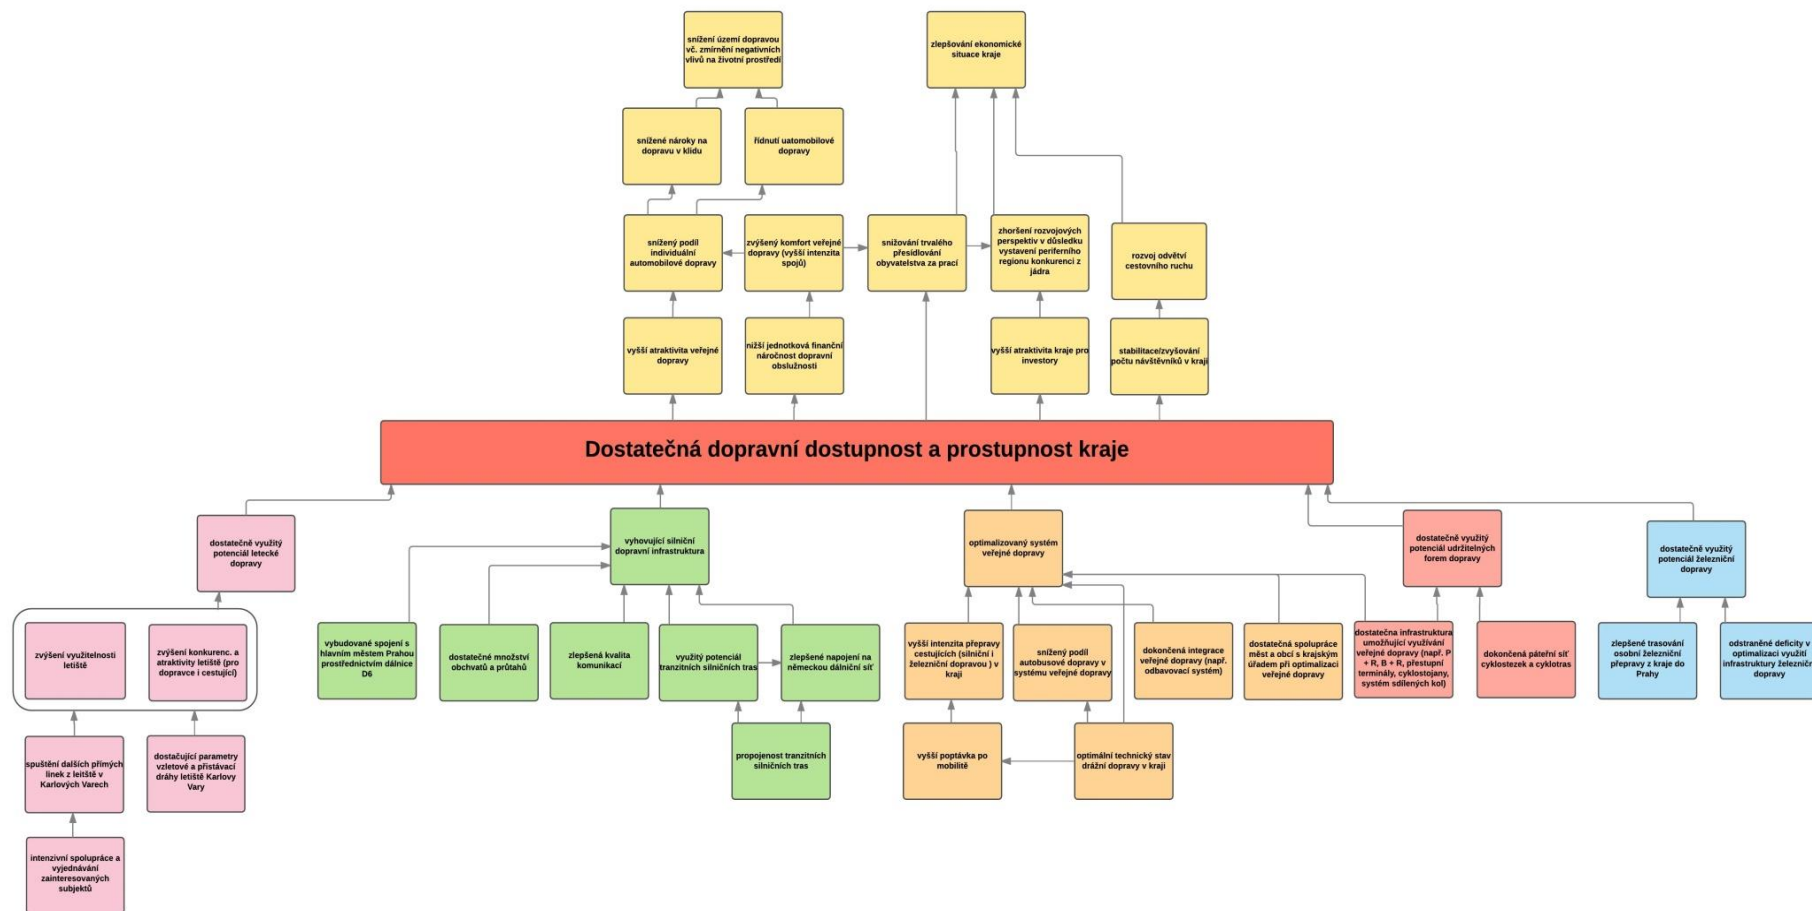 snížení území dopravou
vč. zmírnění negativních
vlivů na životní prostředí
zlepšování ekonomické
situace kraje
snížené nároky na
dopravu v klidu
řídnutí uatomobilové
dopravy
snížený podíl
individuální
automobilové dopravy
zvýšený komfort veřejné
dopravy (vyšší intenzita
spojů)
snižování trvalého
přesídlování
obyvatelstva za prací
zhoršení rozvojových
perspektiv v důsledku
vystavení periferního
regionu konkurenci z
jádra
rozvoj odvětví
cestovního ruchu
vyšší atraktivita veřejné
dopravy
nižší jednotková finanční
náročnost dopravní
obslužnosti
vyšší atraktivita kraje pro
investory
stabilitace/zvyšování
počtu návštěvníků v kraji
Dostatečná dopravní dostupnost a prostupnost kraje
dostatečně využitý
potenciál letecké
dopravy
vyhovující silniční
dopravní infrastruktura
optimalizovaný systém
veřejné dopravy
dostatečně využitý
potenciál udržitelných
forem dopravy
dostatečně využitý
potenciál železniční
dopravy
zvýšení využitelnosti
letiště
zvýšení konkurenc. a
atraktivity letiště (pro
dopravce i cestující)
vybudované spojení s
hlavním městem Prahou
prostřednictvím dálnice
D6
dostatečné množství
obchvatů a průtahů
zlepšená kvalita
komunikací
využitý potenciál
tranzitních silničních tras
zlepšené napojení na
německou dálniční síť
vyšší intenzita přepravy
cestujících (silniční i
železniční dopravou ) v
kraji
snížený podíl
autobusové dopravy v
systému veřejné dopravy
dokončená integrace
veřejné dopravy (např.
odbavovací systém)
dostatečná spolupráce
měst a obcí s krajským
úřadem při optimalizaci
veřejné dopravy
dostatečna infrastruktura
umožňující využívání
veřejné dopravy (např. P
+ R, B + R, přestupní
terminály, cyklostojany,
systém sdílených kol)
dokončená páteřní síť
cyklostezek a cyklotras
zlepšené trasování
osobní železniční
přepravy z kraje do
Prahy
odstraněné deficity v
optimalizaci využití
infrastruktury železniční
dopravy
spuštění dalších přímých
linek z leitště v
Karlových Varech
dostačující parametry
vzletové a přistávací
dráhy letiště Karlovy
Vary
propojenost tranzitních
silničních tras
vyšší poptávka po
mobilitě
optimální technický stav
drážní dopravy v kraji
intenzivní spolupráce a
vyjednávání
zainteresovaných
subjektů